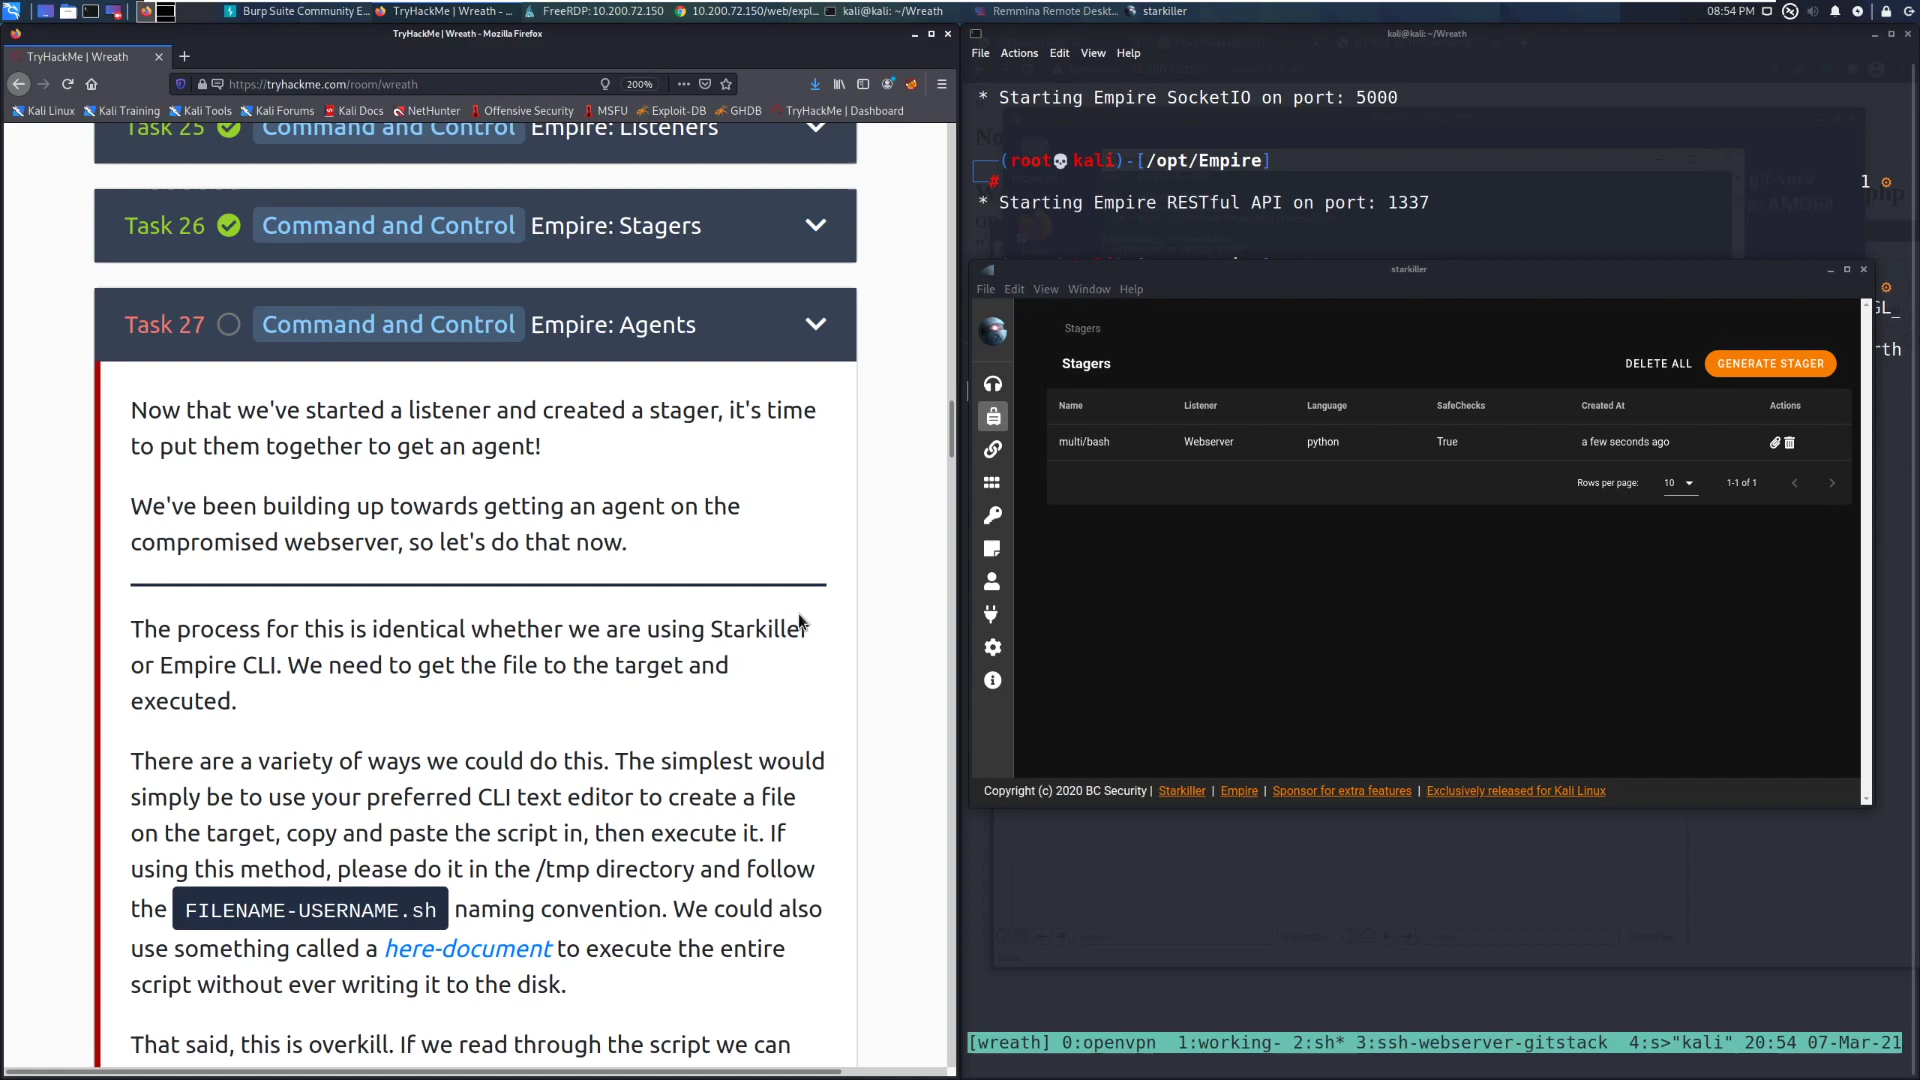 Burp Suite Community E...
TryHackMe | Wreath - ...
FreeRDP: 10.200.72.150
10.200.72.150/web/expl...
kali@kali: ~/Wreath
Remmina Remote Deskt...
starkiller
08:54 PM
TryHackMe | Wreath - Mozilla Firefox
TryHackMe | Wreath
https://tryhackme.com/room/wreath
200%
Kali Linux
Kali Training
Kali Tools
Kali Forums
Kali Docs
NetHunter
Offensive Security
MSFU
Exploit-DB
GHDB
TryHackMe | Dashboard
Task 25 Command and Control Empire: Listeners
Task 26 Command and Control Empire: Stagers
Task 27 Command and Control Empire: Agents
Now that we've started a listener and created a stager, it's time
to put them together to get an agent!
We've been building up towards getting an agent on the
compromised webserver, so let's do that now.
The process for this is identical whether we are using Starkiller
or Empire CLI. We need to get the file to the target and
executed.
There are a variety of ways we could do this. The simplest would
simply be to use your preferred CLI text editor to create a file
on the target, copy and paste the script in, then execute it. If
using this method, please do it in the /tmp directory and follow
the FILENAME-USERNAME.sh naming convention. We could also
use something called a here-document to execute the entire
script without ever writing it to the disk.
That said, this is overkill. If we read through the script we can
kali@kali: ~/Wreath
File Actions Edit View Help
* Starting Empire SocketIO on port: 5000
(root💀kali)-[/opt/Empire]
#
1
* Starting Empire RESTful API on port: 1337
GL_
rth
starkiller
File Edit View Window Help
Stagers
Stagers
DELETE ALL
GENERATE STAGER
Name Listener Language SafeChecks Created At Actions
multi/bash Webserver python True a few seconds ago
Rows per page: 10 1-1 of 1
Copyright (c) 2020 BC Security | Starkiller | Empire | Sponsor for extra features | Exclusively released for Kali Linux
[wreath] 0:openvpn 1:working- 2:sh* 3:ssh-webserver-gitstack 4:s>"kali" 20:54 07-Mar-21